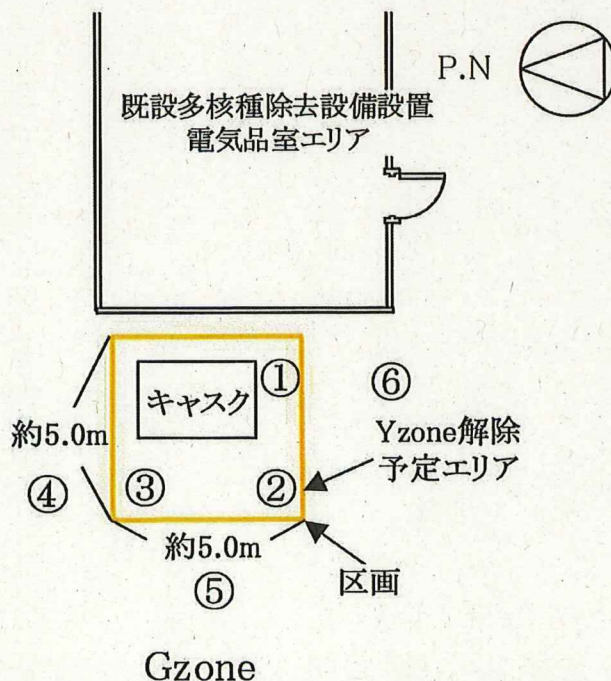 P.N
既設多核種除去設備設置
電気品室エリア
キャスク
①
⑥
約5.0m
Yzone解除
予定エリア
④
③
②
約5.0m
区画
⑤
Gzone